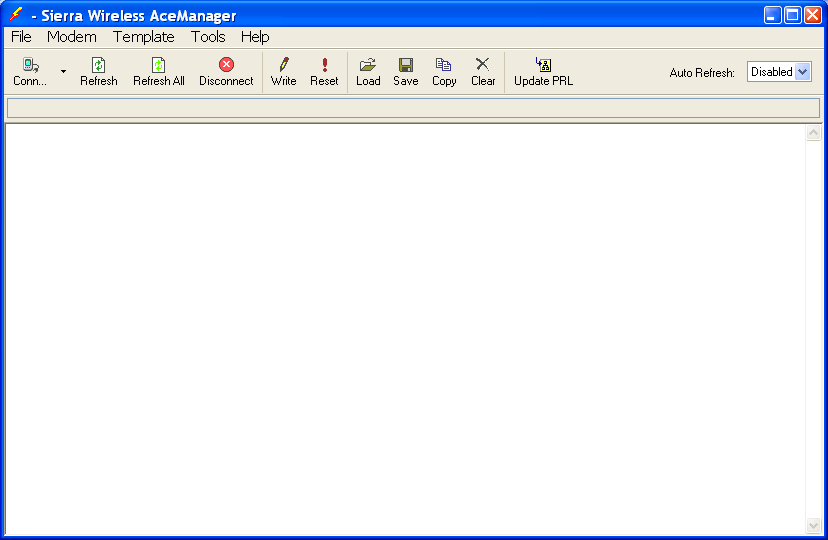 - Sierra Wireless AceManager
File Modem Template Tools Help
Conn... Refresh Refresh All Disconnect Write Reset Load Save Copy Clear Update PRL Auto Refresh: Disabled